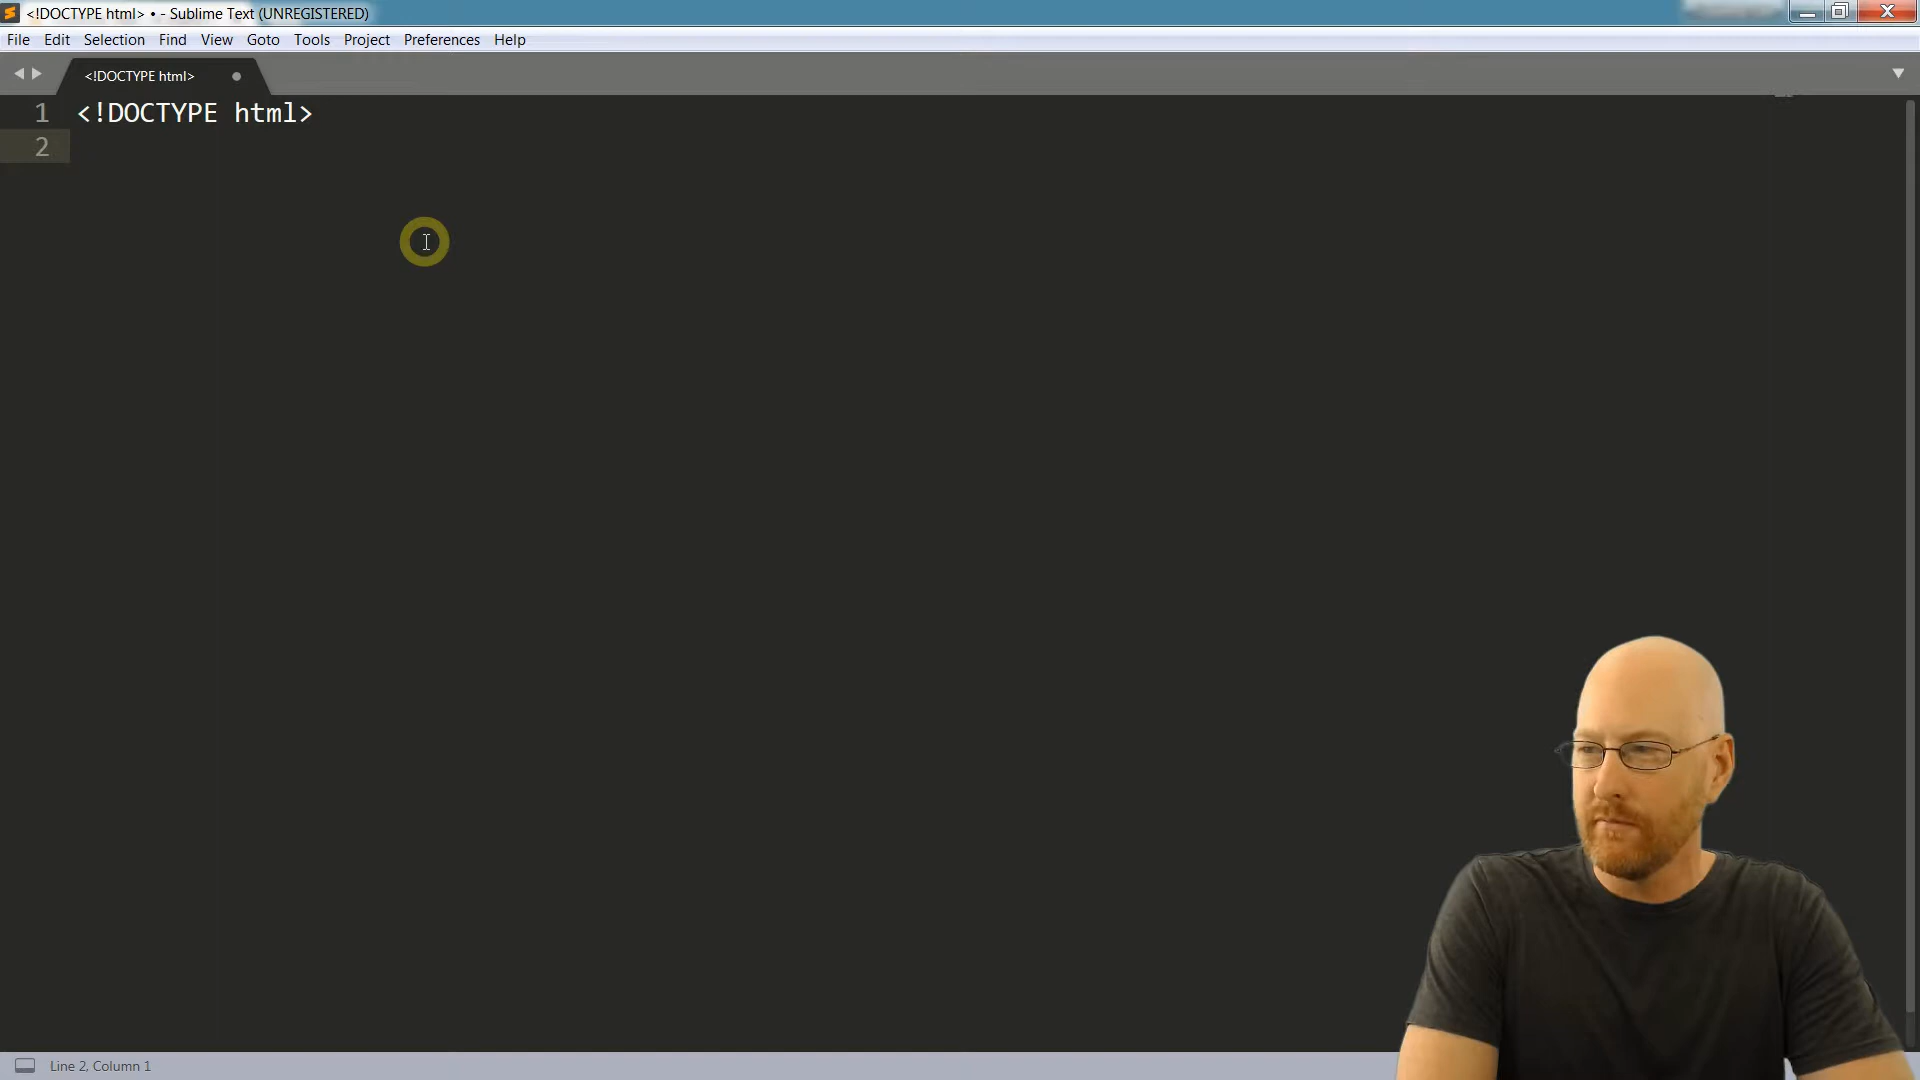 <!DOCTYPE html> • - Sublime Text (UNREGISTERED)
File Edit Selection Find View Goto Tools Project Preferences Help
<!DOCTYPE html>
1 <!DOCTYPE html>
2
Line 2, Column 1